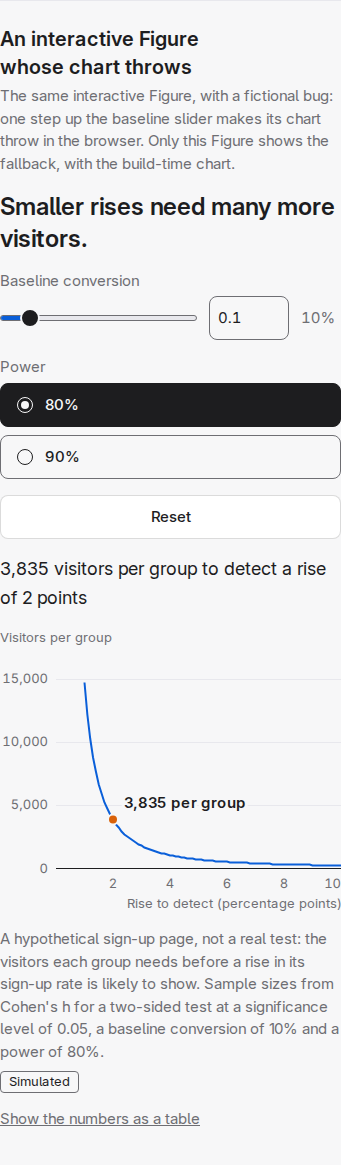 An interactive Figure
whose chart throws
The same interactive Figure, with a fictional bug:
one step up the baseline slider makes its chart
throw in the browser. Only this Figure shows the
fallback, with the build-time chart.
Smaller rises need many more
visitors.
Baseline conversion
0.1 10%
Power
80%
90%
Reset
3,835 visitors per group to detect a rise
of 2 points
Visitors per group
15,000
10,000
5,000
3,835 per group
0
2 4 6 8 10
Rise to detect (percentage points)
A hypothetical sign-up page, not a real test: the
visitors each group needs before a rise in its
sign-up rate is likely to show. Sample sizes from
Cohen's h for a two-sided test at a significance
level of 0.05, a baseline conversion of 10% and a
power of 80%.
Simulated
Show the numbers as a table